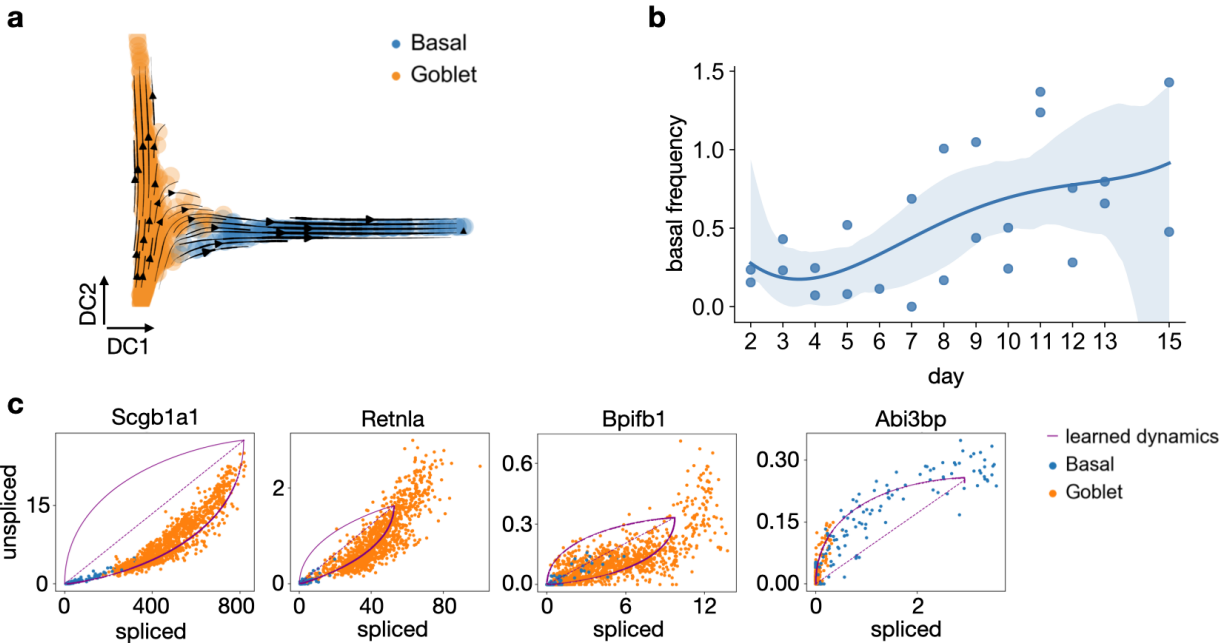 a
Basal
Goblet
DC2
DC1
b
1.5
1.0
0.5
0.0
basal frequency
2 3 4 5 6 7 8 9 10 11 12 13 15
day
c
Scgb1a1
unspliced
15
0
0 400 800
spliced
Retnla
2
0
0 40 80
spliced
Bpifb1
0.6
0.3
0.0
0 6 12
spliced
Abi3bp
0.30
0.15
0.00
0 2
spliced
learned dynamics
Basal
Goblet